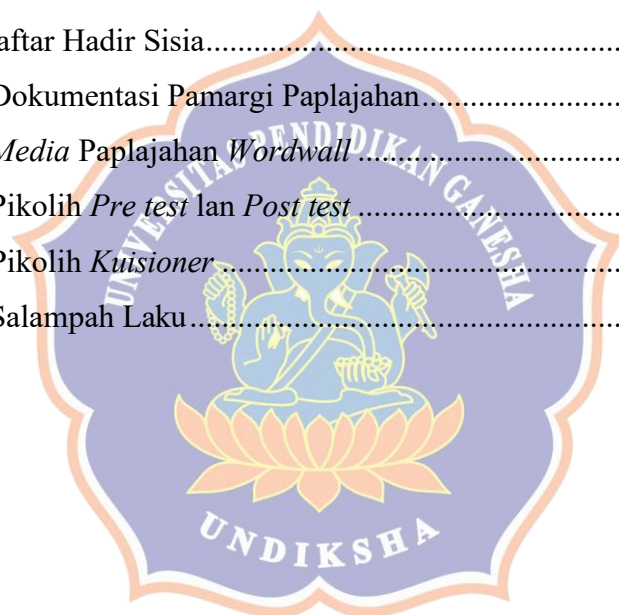 aftar Hadir Sisia..........................................................
Dokumentasi Pamargi Paplajahan............................
Media Paplajahan Wordwall.....................................
Pikolih Pre test lan Post test.....................................
Pikolih Kuisioner........................................................
Salampah Laku............................................................
UNIVERSITAS PENDIDIKAN GANESHA
UNDIKSHA